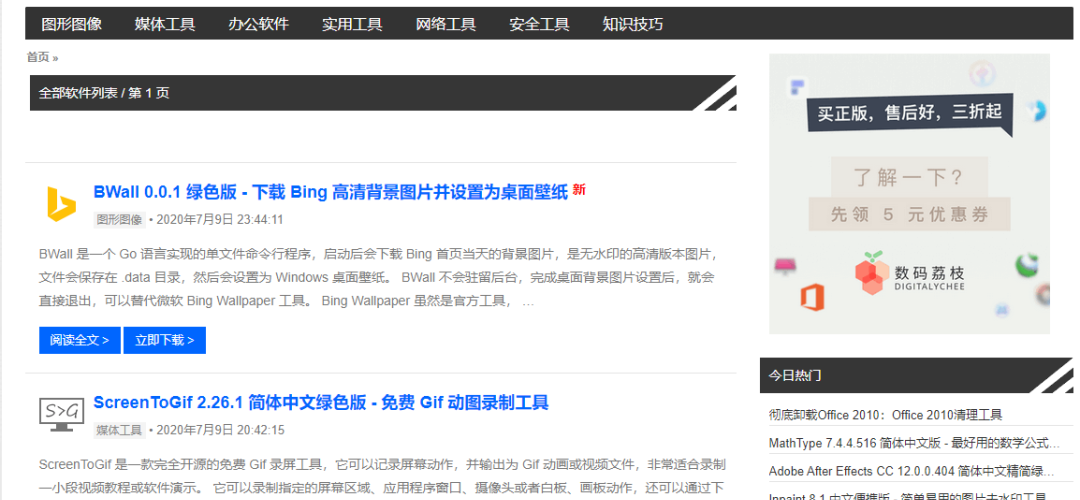 图形图像 媒体工具 办公软件 实用工具 网络工具 安全工具 知识技巧
首页 »
全部软件列表 / 第 1 页
BWall 0.0.1 绿色版 - 下载 Bing 高清背景图片并设置为桌面壁纸 新
图形图像 • 2020年7月9日 23:44:11
BWall 是一个 Go 语言实现的单文件命令行程序，启动后会下载 Bing 首页当天的背景图片，是无水印的高清版本图片，
文件会保存在 .data 目录，然后会设置为 Windows 桌面壁纸。 BWall 不会驻留后台，完成桌面背景图片设置后，就会
直接退出，可以替代微软 Bing Wallpaper 工具。 Bing Wallpaper 虽然是官方工具， …
阅读全文 > 立即下载 >
S>G
ScreenToGif 2.26.1 简体中文绿色版 - 免费 Gif 动图录制工具
媒体工具 • 2020年7月9日 20:42:15
ScreenToGif 是一款完全开源的免费 Gif 录屏工具，它可以记录屏幕动作，并输出为 Gif 动画或视频文件，非常适合录制
一小段视频教程或软件演示。 它可以录制指定的屏幕区域、应用程序窗口、摄像头或者白板、画板动作，还可以通过下
买正版，售后好，三折起
了解一下？
先领 5 元优惠券
数码荔枝
DIGITALYCHEE
今日热门
彻底卸载Office 2010：Office 2010清理工具
MathType 7.4.4.516 简体中文版 - 最好用的数学公式…
Adobe After Effects CC 12.0.0.404 简体中文精简绿…
Inpaint 8.1 中文便携版 - 简单易用的图片去水印工具